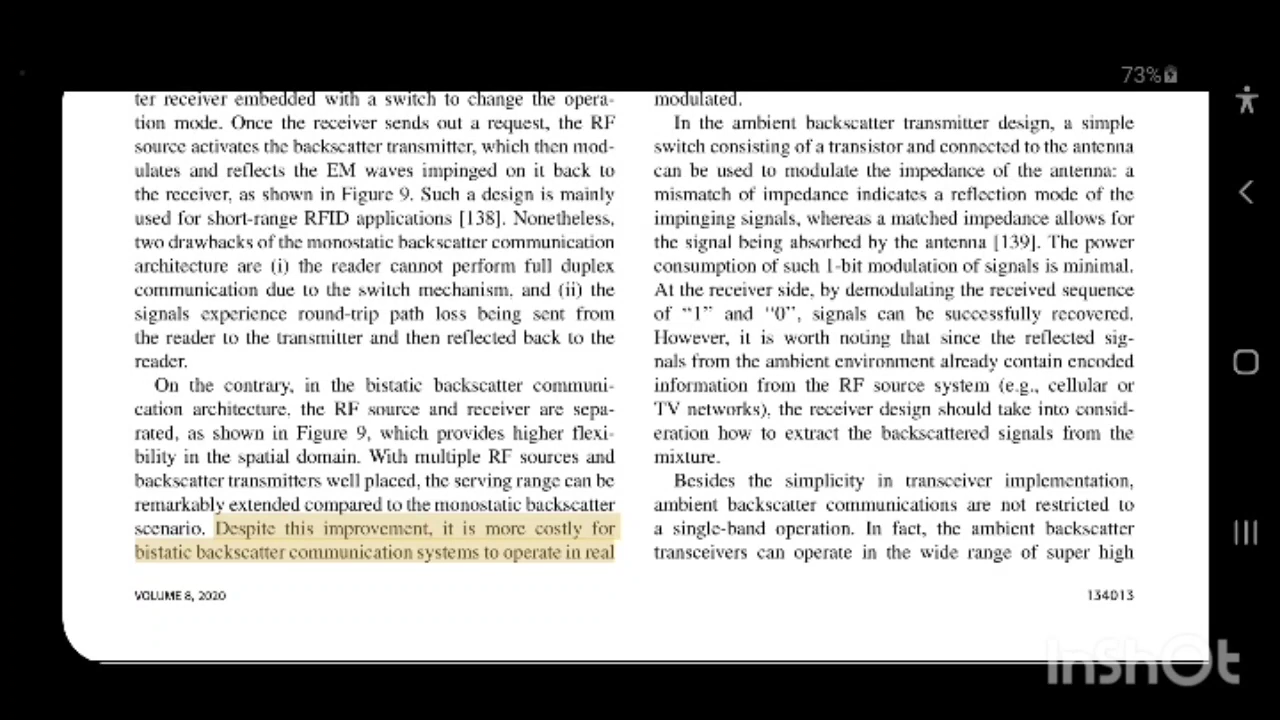 73%
ter receiver embedded with a switch to change the opera-
tion mode. Once the receiver sends out a request, the RF
source activates the backscatter transmitter, which then mod-
ulates and reflects the EM waves impinged on it back to
the receiver, as shown in Figure 9. Such a design is mainly
used for short-range RFID applications [138]. Nonetheless,
two drawbacks of the monostatic backscatter communication
architecture are (i) the reader cannot perform full duplex
communication due to the switch mechanism, and (ii) the
signals experience round-trip path loss being sent from
the reader to the transmitter and then reflected back to the
reader.
On the contrary, in the bistatic backscatter communi-
cation architecture, the RF source and receiver are sepa-
rated, as shown in Figure 9, which provides higher flexi-
bility in the spatial domain. With multiple RF sources and
backscatter transmitters well placed, the serving range can be
remarkably extended compared to the monostatic backscatter
scenario. Despite this improvement, it is more costly for
bistatic backscatter communication systems to operate in real
modulated.
In the ambient backscatter transmitter design, a simple
switch consisting of a transistor and connected to the antenna
can be used to modulate the impedance of the antenna: a
mismatch of impedance indicates a reflection mode of the
impinging signals, whereas a matched impedance allows for
the signal being absorbed by the antenna [139]. The power
consumption of such 1-bit modulation of signals is minimal.
At the receiver side, by demodulating the received sequence
of “1” and “0”, signals can be successfully recovered.
However, it is worth noting that since the reflected sig-
nals from the ambient environment already contain encoded
information from the RF source system (e.g., cellular or
TV networks), the receiver design should take into consid-
eration how to extract the backscattered signals from the
mixture.
Besides the simplicity in transceiver implementation,
ambient backscatter communications are not restricted to
a single-band operation. In fact, the ambient backscatter
transceivers can operate in the wide range of super high
VOLUME 8, 2020
134013
InShOt